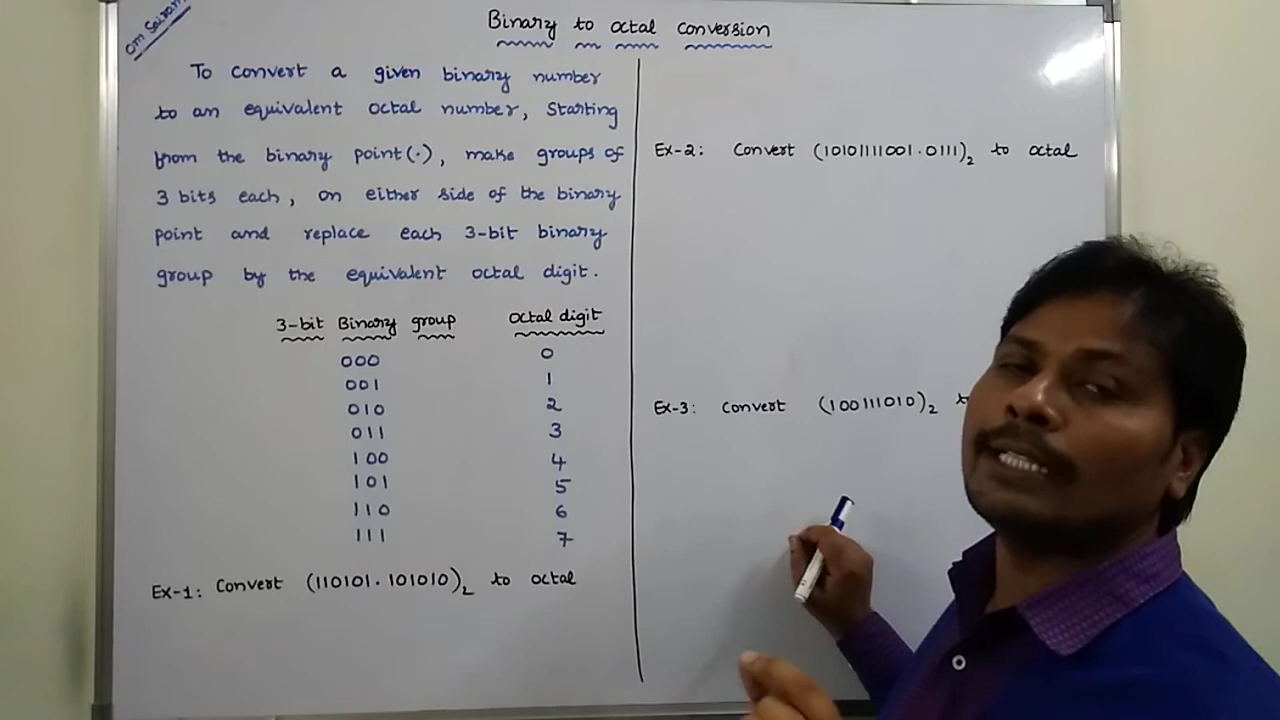 Om Sairam
Binary to octal conversion
To convert a given binary number
to an equivalent octal number, Starting
from the binary point(.), make groups of
3 bits each, on either side of the binary
point and replace each 3-bit binary
group by the equivalent octal digit.
3-bit Binary group Octal digit
000 0
001 1
010 2
011 3
100 4
101 5
110 6
111 7
Ex-1: Convert (110101.101010)₂ to octal
Ex-2: Convert (10101111001.0111)₂ to octal
Ex-3: Convert (100111010)₂